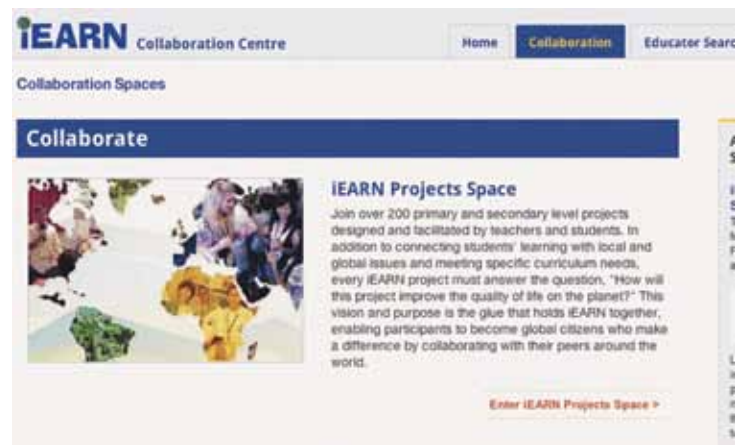 iEARN Collaboration Centre
Home Collaboration Educator
Collaboration Spaces
Collaborate
iEARN Projects Space
Join over 200 primary and secondary level projects
designed and facilitated by teachers and students. In
addition to connecting students' learning with local and
global issues and meeting specific curriculum needs,
every iEARN project must answer the question, "How will
this project improve the quality of life on the planet?" This
vision and purpose is the glue that holds iEARN together,
enabling participants to become global citizens who make
a difference by collaborating with their peers around the
world.
Enter iEARN Projects Space >